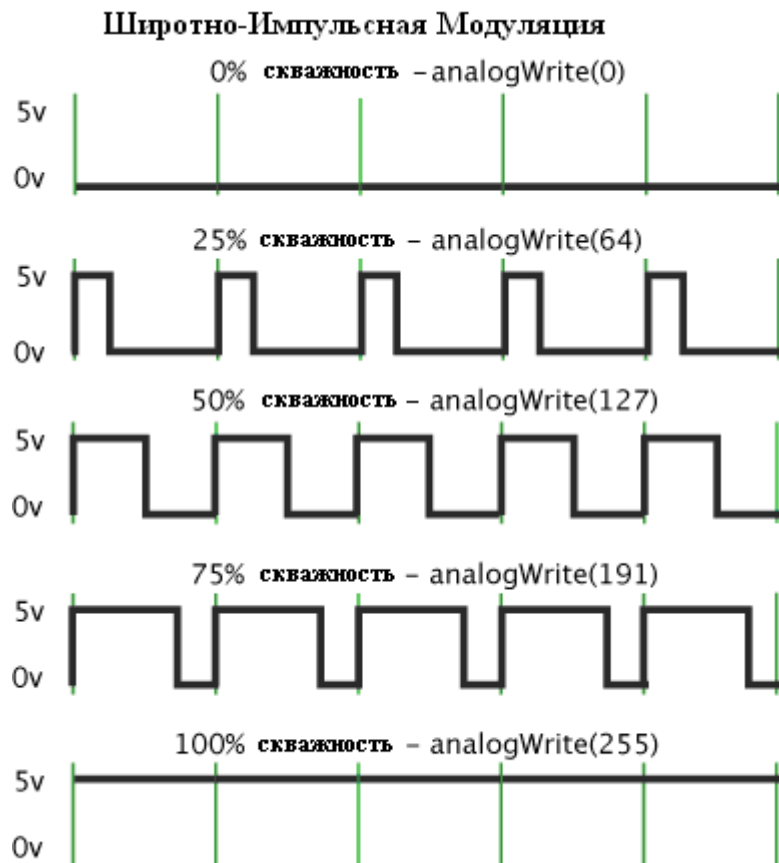 Широтно-Импульсная Модуляция
0% скважность – analogWrite(0)
5v
0v
25% скважность – analogWrite(64)
5v
0v
50% скважность – analogWrite(127)
5v
0v
75% скважность – analogWrite(191)
5v
0v
100% скважность – analogWrite(255)
5v
0v